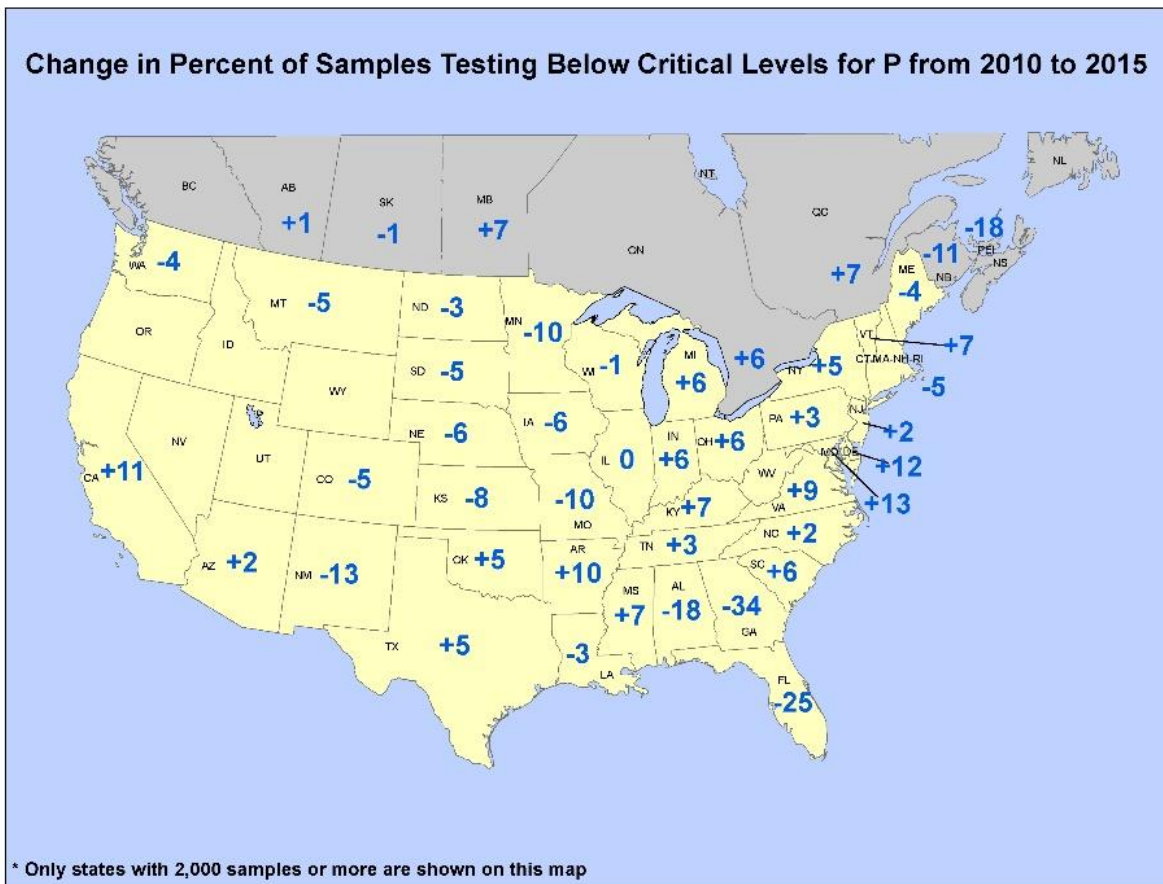 Change in Percent of Samples Testing Below Critical Levels for P from 2010 to 2015
NL
NT
BC
AB
SK
MB
QC
ON
+1
-1
+7
+7
-18
-11
PEI
NB
NS
WA -4
MT -5
ND -3
MN -10
ME
-4
OR
ID
WY
SD -5
WI -1
MI
+6
+6
NY +5
VT
+7
CT-MA-NH-RI
-5
NE -6
IA -6
PA +3
NJ
+2
NV
UT
CO -5
IL 0
IN
+6
OH +6
MD DE
+12
+13
CA +11
KS -8
-10
MO
WV
+9
VA
KY +7
AZ +2
NM -13
OK +5
AR
+10
TN +3
NC +2
SC +6
TX +5
MS
+7
AL
-18
-34
GA
-3
LA
FL
-25
* Only states with 2,000 samples or more are shown on this map